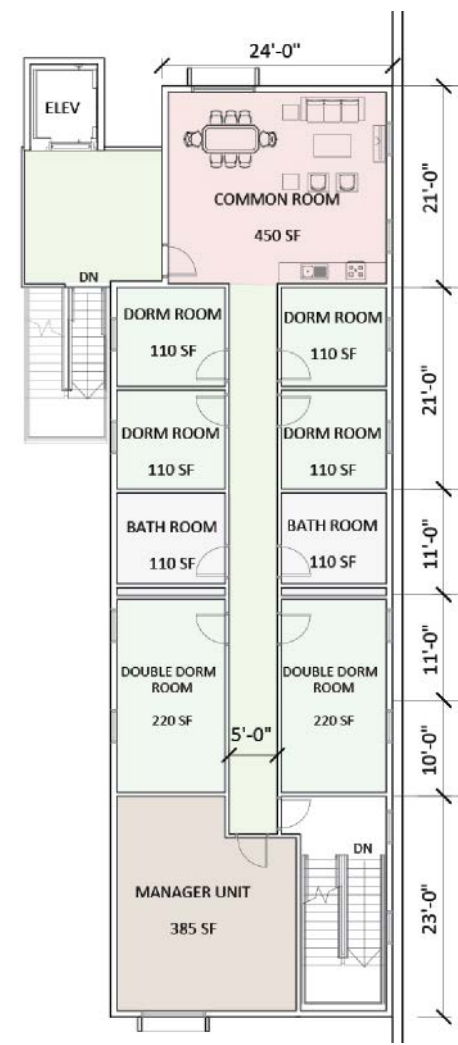 24'-0"
ELEV
COMMON ROOM
450 SF
21'-0"
DN
DORM ROOM
110 SF
DORM ROOM
110 SF
21'-0"
DORM ROOM
110 SF
DORM ROOM
110 SF
BATH ROOM
110 SF
BATH ROOM
110 SF
11'-0"
DOUBLE DORM
ROOM
220 SF
DOUBLE DORM
ROOM
220 SF
11'-0"
5'-0"
10'-0"
DN
MANAGER UNIT
385 SF
23'-0"